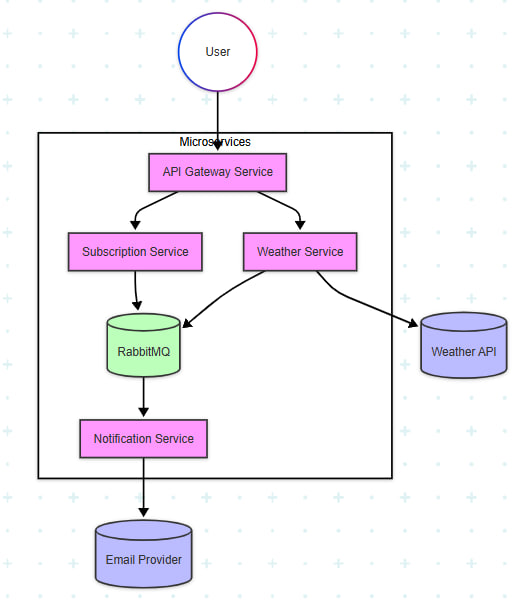 User
Microservices
API Gateway Service
Subscription Service
Weather Service
RabbitMQ
Weather API
Notification Service
Email Provider